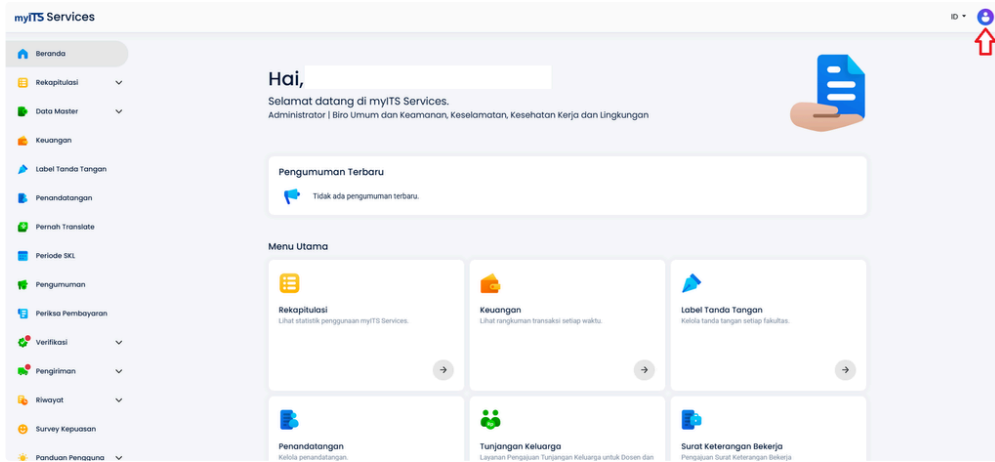 myITS Services
ID
Beranda
Rekapitulasi
Data Master
Keuangan
Label Tanda Tangan
Penandatangan
Pernah Translate
Periode SKL
Pengumuman
Periksa Pembayaran
Verifikasi
Pengiriman
Riwayat
Survey Kepuasan
Panduan Pengguna
Hai,
Selamat datang di myITS Services.
Administrator | Biro Umum dan Keamanan, Keselamatan, Kesehatan Kerja dan Lingkungan
Pengumuman Terbaru
Tidak ada pengumuman terbaru.
Menu Utama
Rekapitulasi
Lihat statistik penggunaan myITS Services.
Keuangan
Lihat rangkuman transaksi setiap waktu.
Label Tanda Tangan
Kelola tanda tangan setiap fakultas.
Penandatangan
Kelola penandatangan.
Tunjangan Keluarga
Layanan Pengajuan Tunjangan Keluarga untuk Dosen dan
Surat Keterangan Bekerja
Pengajuan Surat Keterangan Bekerja